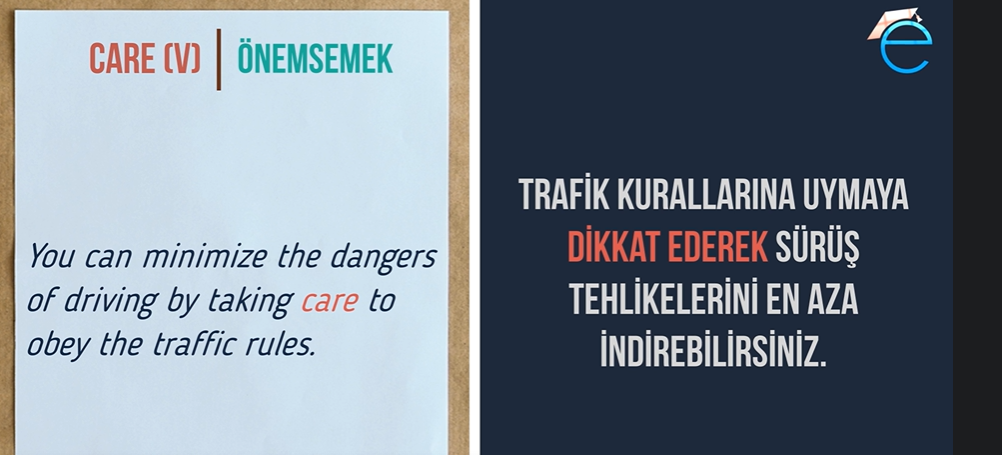 CARE (V) | ÖNEMSEMEK
You can minimize the dangers
of driving by taking care to
obey the traffic rules.
e
TRAFİK KURALLARINA UYMAYA
DİKKAT EDEREK SÜRÜŞ
TEHLİKELERİNİ EN AZA
İNDİREBİLİRSİNİZ.